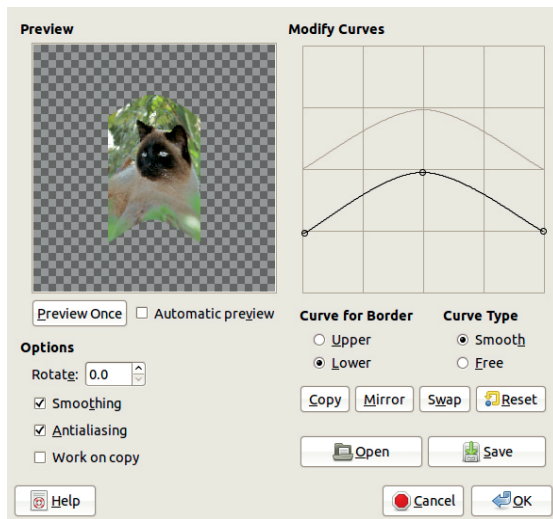 Preview
Modify Curves
Preview Once
Automatic preview
Curve for Border
Curve Type
Upper
Smooth
Lower
Free
Options
Rotate: 0.0
Smoothing
Antialiasing
Work on copy
Copy
Mirror
Swap
Reset
Open
Save
Help
Cancel
OK